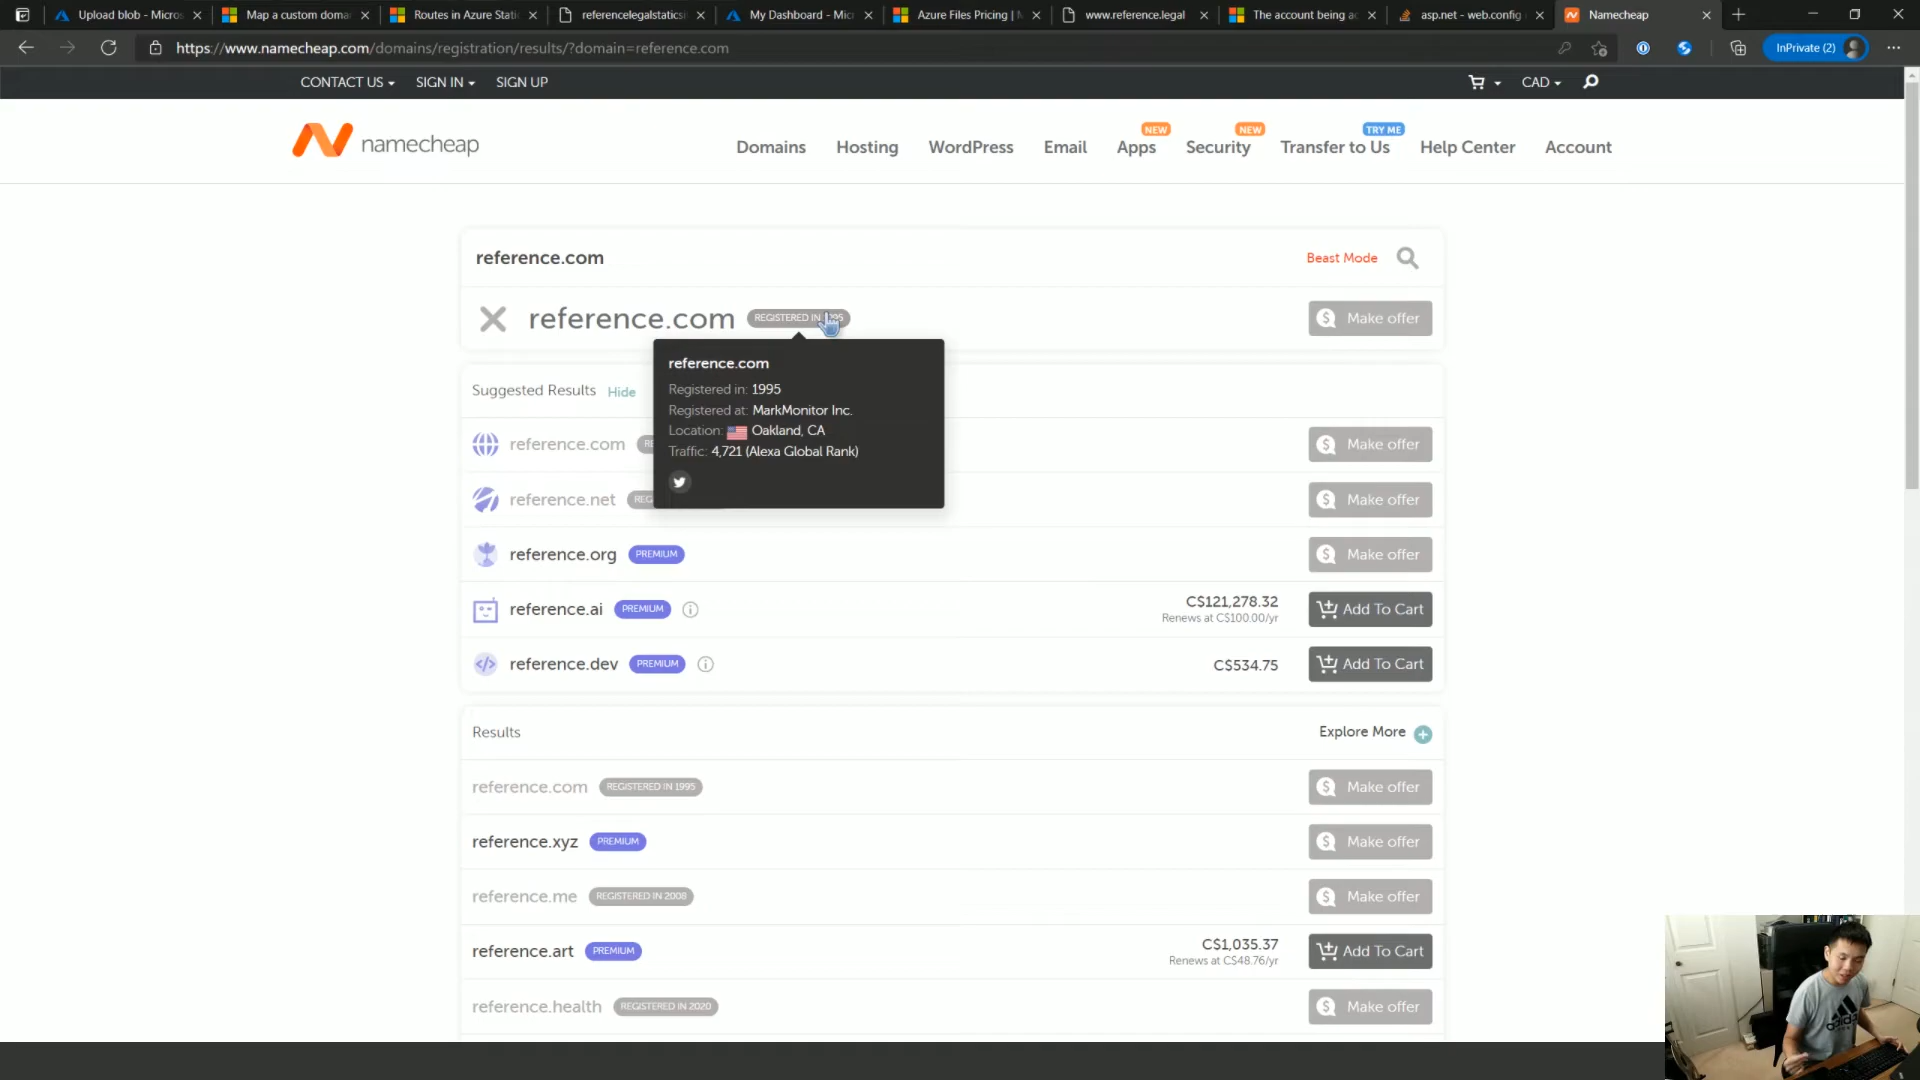 Upload blob - Micros
Map a custom doma
Routes in Azure Stati
referencelegalstaticsi
My Dashboard - Mic
Azure Files Pricing | M
www.reference.legal
The account being ac
asp.net - web.config
Namecheap
https://www.namecheap.com/domains/registration/results/?domain=reference.com
InPrivate (2)
CONTACT US
SIGN IN
SIGN UP
CAD
namecheap
Domains
Hosting
WordPress
Email
NEW
Apps
NEW
Security
TRY ME
Transfer to Us
Help Center
Account
reference.com
Beast Mode
reference.com
REGISTERED IN
Make offer
reference.com
Registered in: 1995
Registered at: MarkMonitor Inc.
Location: Oakland, CA
Traffic: 4,721 (Alexa Global Rank)
Suggested Results
Hide
reference.com
RE
Make offer
reference.net
REG
Make offer
reference.org
PREMIUM
Make offer
reference.ai
PREMIUM
C$121,278.32
Renews at C$100.00/yr
Add To Cart
reference.dev
PREMIUM
C$534.75
Add To Cart
Results
Explore More
reference.com
REGISTERED IN 1995
Make offer
reference.xyz
PREMIUM
Make offer
reference.me
REGISTERED IN 2008
Make offer
reference.art
PREMIUM
C$1,035.37
Renews at C$48.76/yr
Add To Cart
reference.health
REGISTERED IN 2020
Make offer
adidas